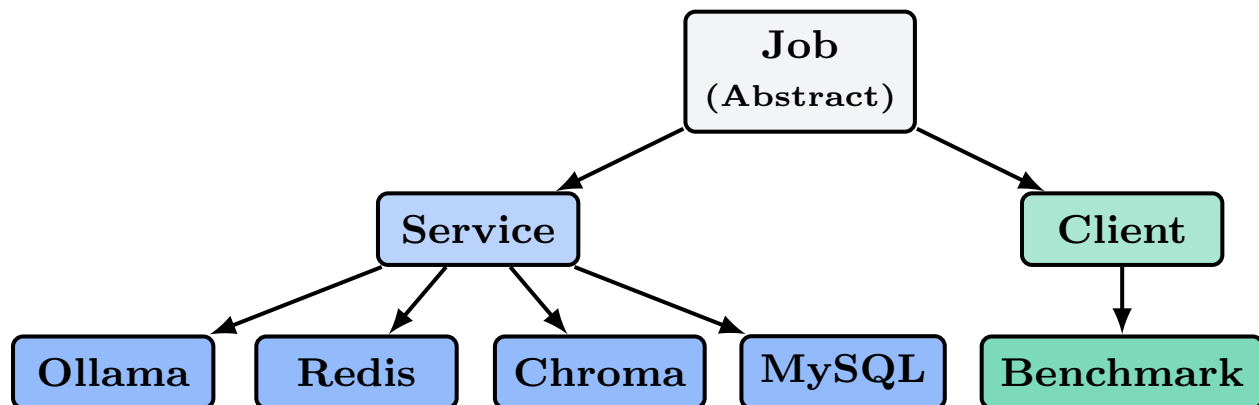 Job
(Abstract)
Service
Client
Ollama
Redis
Chroma
MySQL
Benchmark